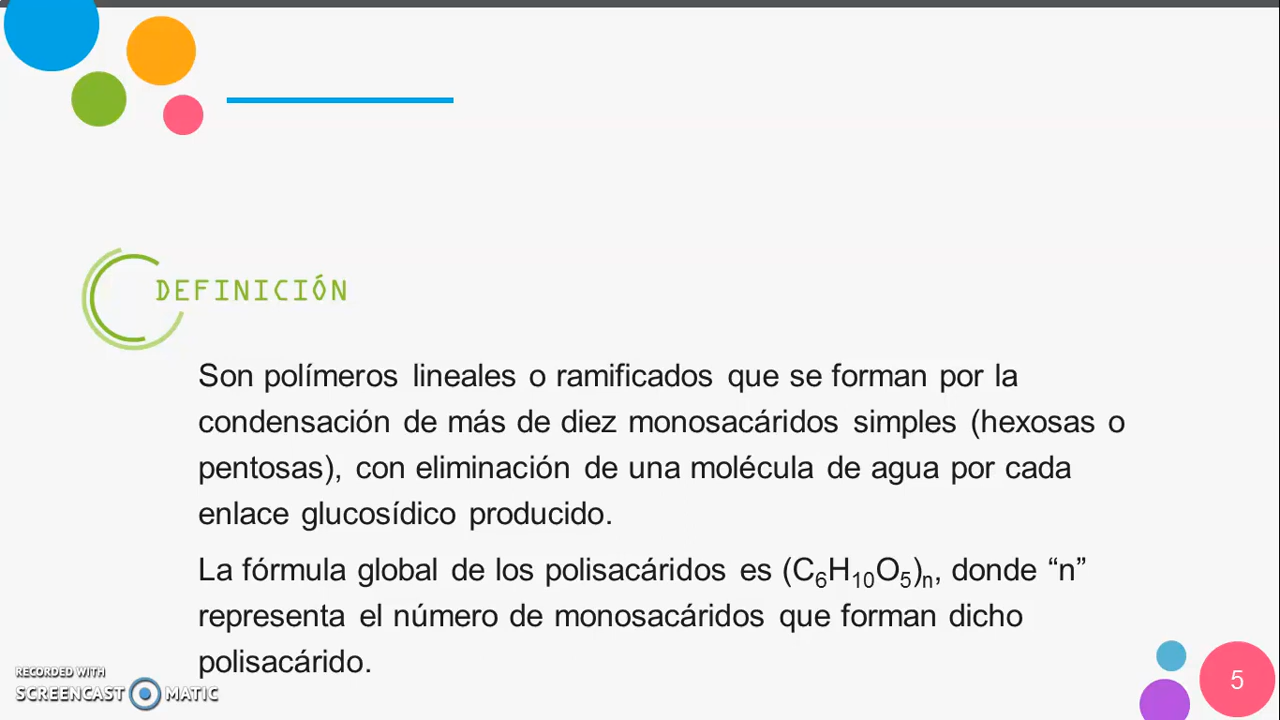 DEFINICIÓN
Son polímeros lineales o ramificados que se forman por la
condensación de más de diez monosacáridos simples (hexosas o
pentosas), con eliminación de una molécula de agua por cada
enlace glucosídico producido.
La fórmula global de los polisacáridos es (C₆H₁₀O₅)ₙ, donde “n”
representa el número de monosacáridos que forman dicho
polisacárido.
RECORDED WITH
SCREENCAST MATIC
5